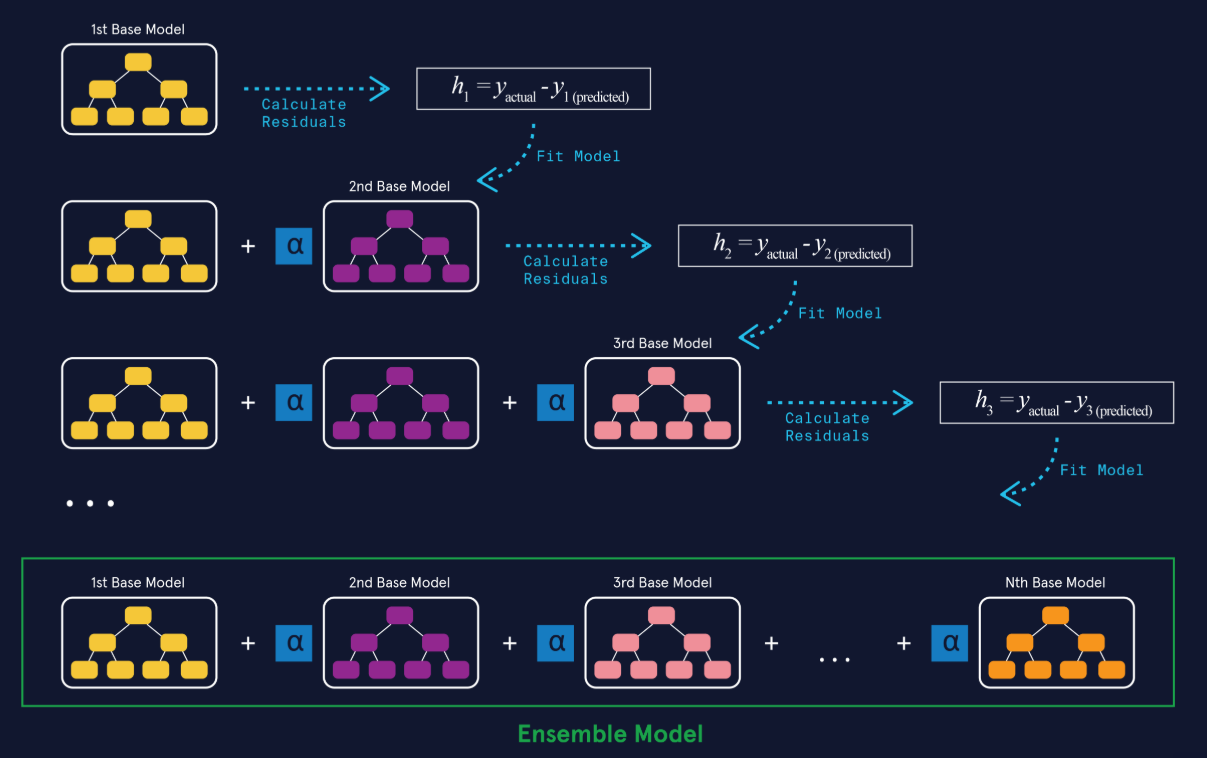 1st Base Model
Calculate
Residuals
h1 = yactual - y1 (predicted)
Fit Model
2nd Base Model
+ α
Calculate
Residuals
h2 = yactual - y2 (predicted)
Fit Model
3rd Base Model
+ α + α
Calculate
Residuals
h3 = yactual - y3 (predicted)
Fit Model
...
1st Base Model 2nd Base Model 3rd Base Model Nth Base Model
+ α + α + ... + α
Ensemble Model